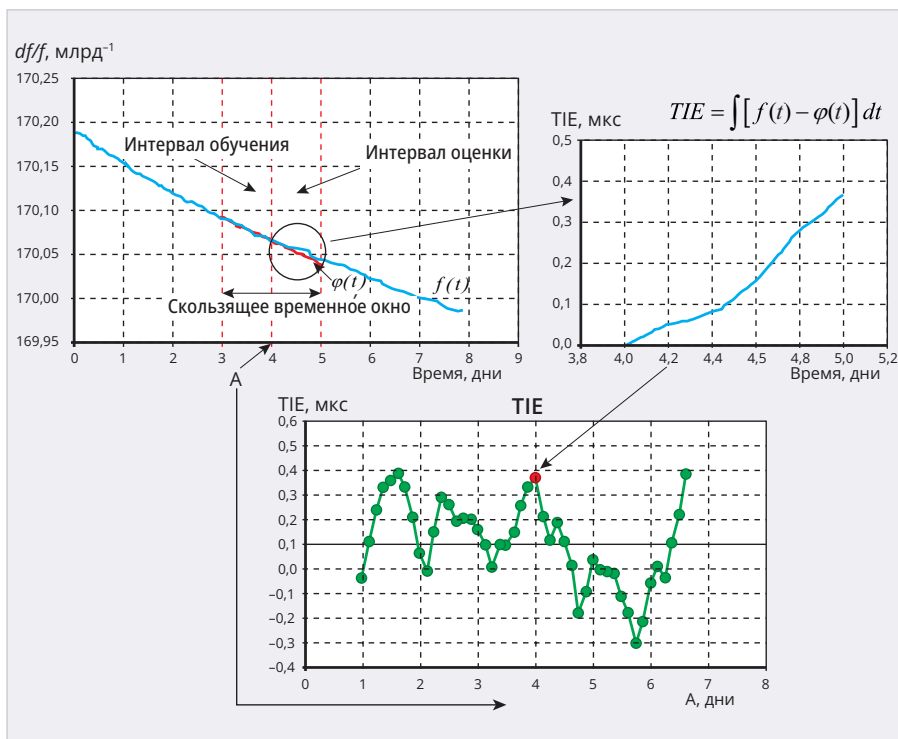 df/f, млрд⁻¹
170,25
170,20
170,15
170,10
170,05
170,00
169,95
Интервал обучения
Интервал оценки
φ(t)
f(t)
Скользящее временное окно
0 1 2 3 4 5 6 7 8 9
Время, дни
A
TIE, мкс
TIE = ∫[f(t) − φ(t)] dt
0,5
0,4
0,3
0,2
0,1
0,0
3,8 4,0 4,2 4,4 4,5 4,8 5,0 5,2
Время, дни
TIE, мкс
TIE
0,6
0,4
0,3
0,2
0,1
0,0
–0,1
–0,2
–0,3
–0,4
0 1 2 3 4 5 6 7 8
А, дни